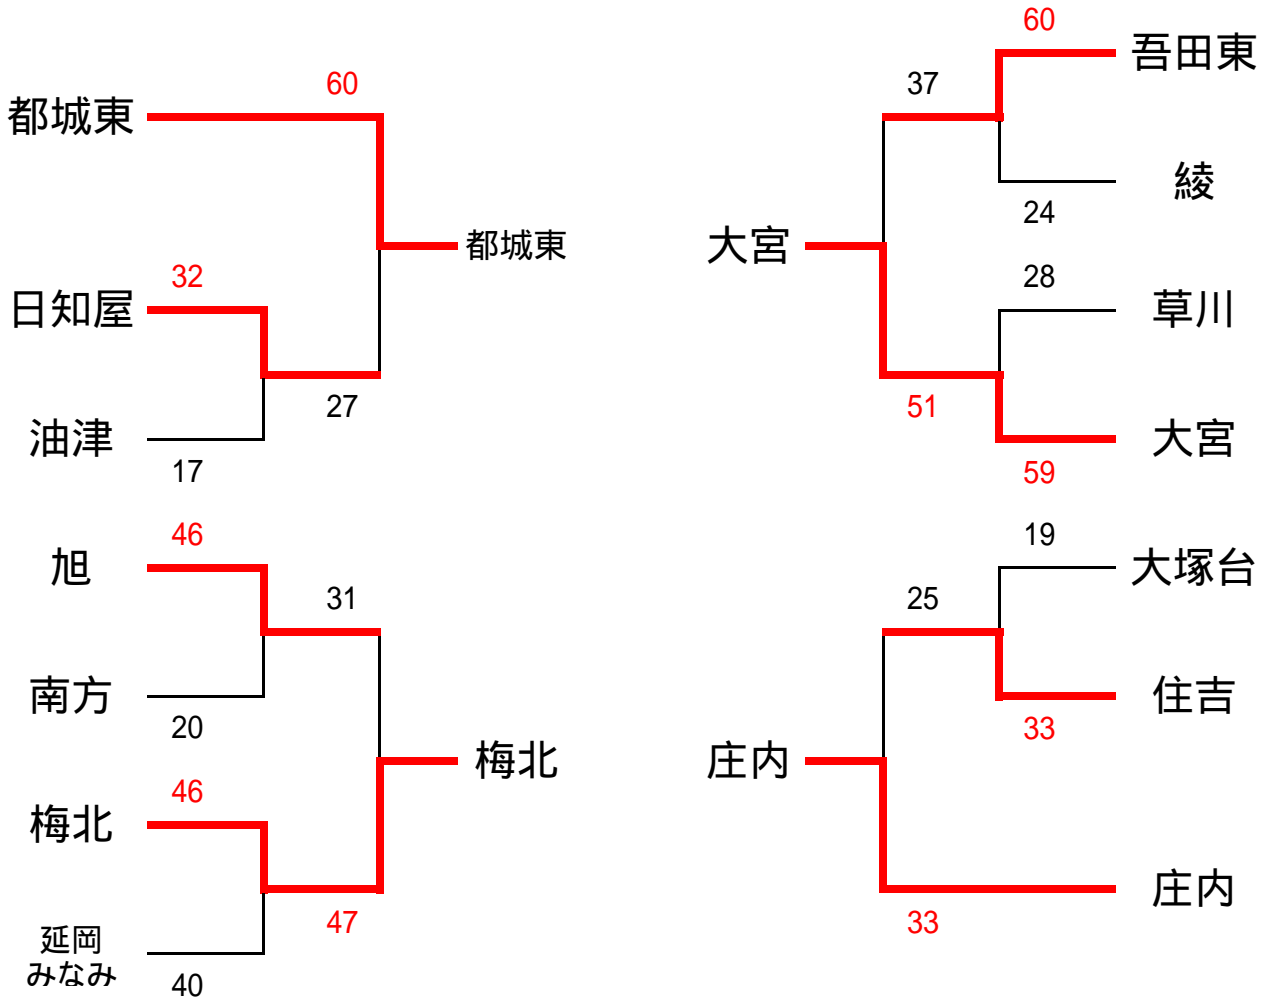 60
都城東
都城東
32
日知屋
27
油津
17
46
旭
31
南方
20
梅北
46
梅北
47
延岡
みなみ
40
60
吾田東
37
綾
24
大宮
28
草川
51
大宮
59
19
大塚台
25
住吉
33
庄内
庄内
33